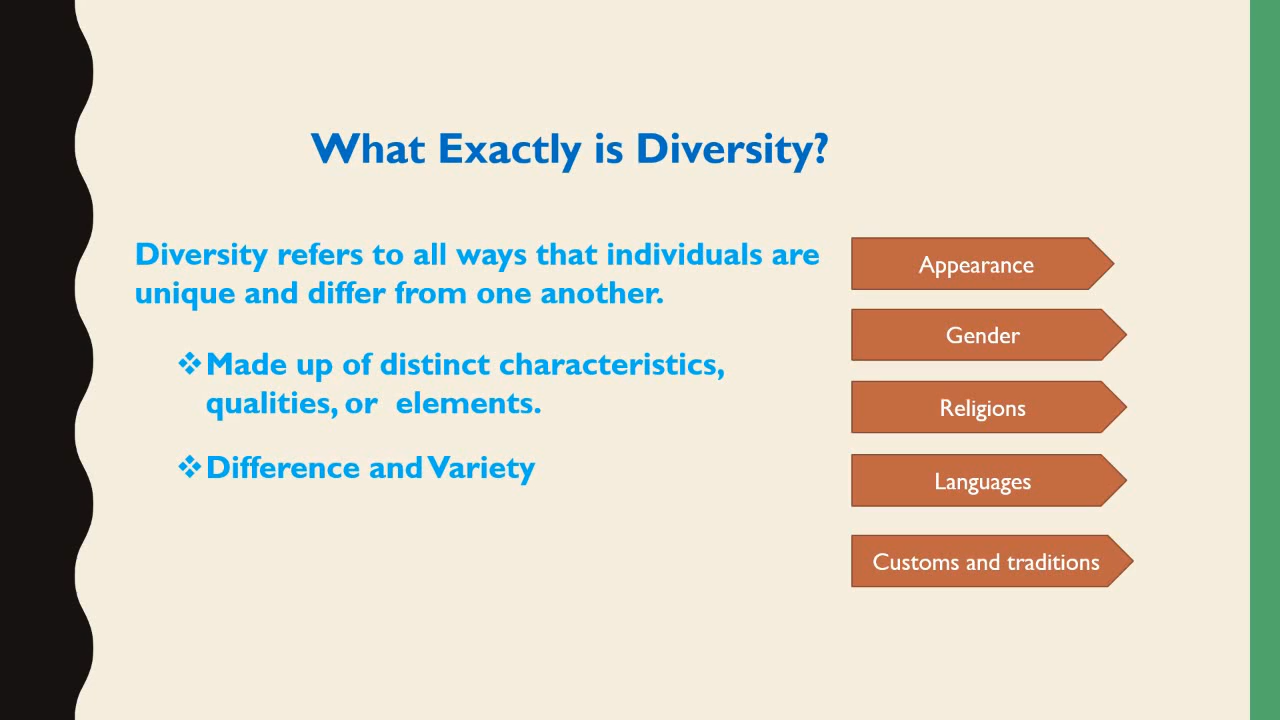 What Exactly is Diversity?
Diversity refers to all ways that individuals are
unique and differ from one another.
❖Made up of distinct characteristics,
qualities, or elements.
❖Difference and Variety
Appearance
Gender
Religions
Languages
Customs and traditions